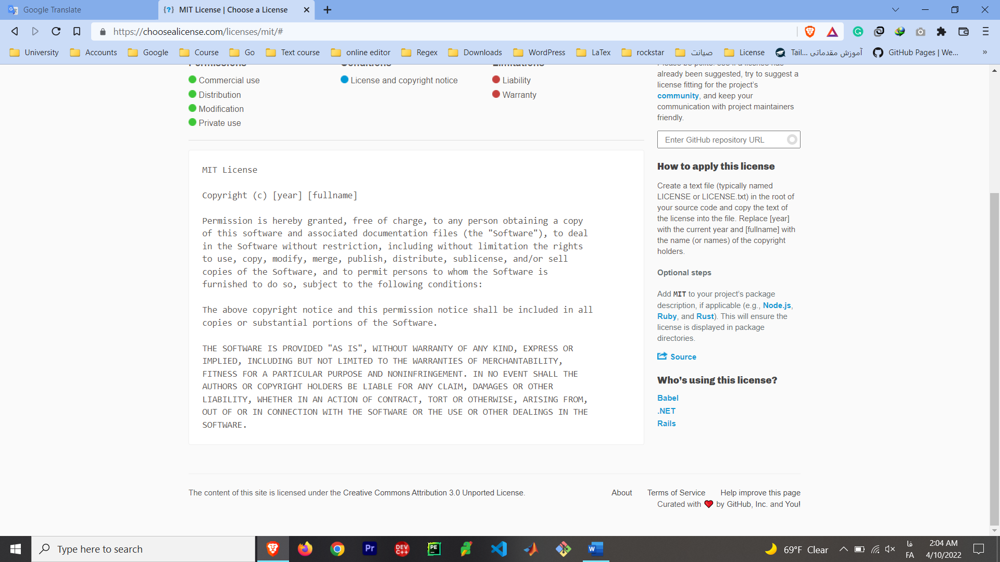 Google Translate
MIT License | Choose a License
https://choosealicense.com/licenses/mit/#
University
Accounts
Google
Course
Go
Text course
online editor
Regex
Downloads
WordPress
LaTex
rockstar
صیانت
License
آموزش مقدماتی ...Tail
GitHub Pages | We...
Permissions
Commercial use
Distribution
Modification
Private use
Conditions
License and copyright notice
Limitations
Liability
Warranty
MIT License
Copyright (c) [year] [fullname]
Permission is hereby granted, free of charge, to any person obtaining a copy
of this software and associated documentation files (the "Software"), to deal
in the Software without restriction, including without limitation the rights
to use, copy, modify, merge, publish, distribute, sublicense, and/or sell
copies of the Software, and to permit persons to whom the Software is
furnished to do so, subject to the following conditions:
The above copyright notice and this permission notice shall be included in all
copies or substantial portions of the Software.
THE SOFTWARE IS PROVIDED "AS IS", WITHOUT WARRANTY OF ANY KIND, EXPRESS OR
IMPLIED, INCLUDING BUT NOT LIMITED TO THE WARRANTIES OF MERCHANTABILITY,
FITNESS FOR A PARTICULAR PURPOSE AND NONINFRINGEMENT. IN NO EVENT SHALL THE
AUTHORS OR COPYRIGHT HOLDERS BE LIABLE FOR ANY CLAIM, DAMAGES OR OTHER
LIABILITY, WHETHER IN AN ACTION OF CONTRACT, TORT OR OTHERWISE, ARISING FROM,
OUT OF OR IN CONNECTION WITH THE SOFTWARE OR THE USE OR OTHER DEALINGS IN THE
SOFTWARE.
Please be polite: see if a license has
already been suggested, try to suggest a
license fitting for the project’s
community, and keep your
communication with project maintainers
friendly.
Enter GitHub repository URL
How to apply this license
Create a text file (typically named
LICENSE or LICENSE.txt) in the root of
your source code and copy the text of
the license into the file. Replace [year]
with the current year and [fullname] with
the name (or names) of the copyright
holders.
Optional steps
Add MIT to your project’s package
description, if applicable (e.g., Node.js,
Ruby, and Rust). This will ensure the
license is displayed in package
directories.
Source
Who’s using this license?
Babel
.NET
Rails
The content of this site is licensed under the Creative Commons Attribution 3.0 Unported License.
About
Terms of Service
Help improve this page
Curated with ❤ by GitHub, Inc. and You!
Type here to search
Pr
DEV
C++
PE
W
69°F Clear
فا
FA
2:04 AM
4/10/2022